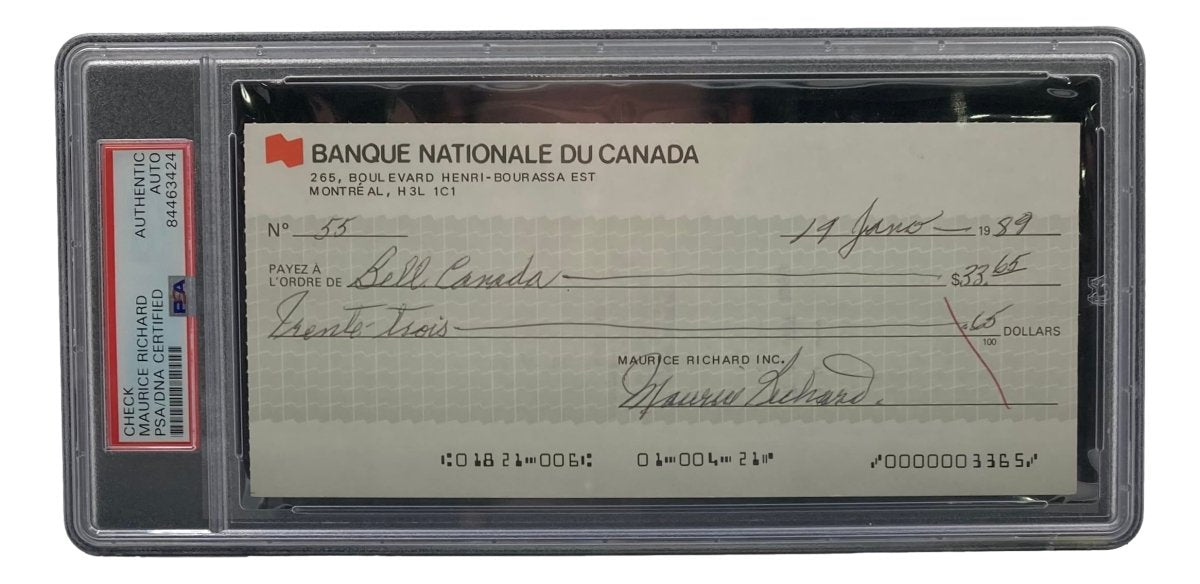 CHECK
MAURICE RICHARD
PSA/DNA CERTIFIED
AUTHENTIC
AUTO
84463424
PSA
BANQUE NATIONALE DU CANADA
265, BOULEVARD HENRI-BOURASSA EST
MONTRÉAL, H3L 1C1
Nº 55
19 Janv 1989
PAYEZ À
L'ORDRE DE Bell Canada $33.65
Trente-trois 65/100 DOLLARS
MAURICE RICHARD INC.
Maurice Richard
⑆01821⑉006⑆ 01⑉004⑉21⑈ ⑇0000003365⑇